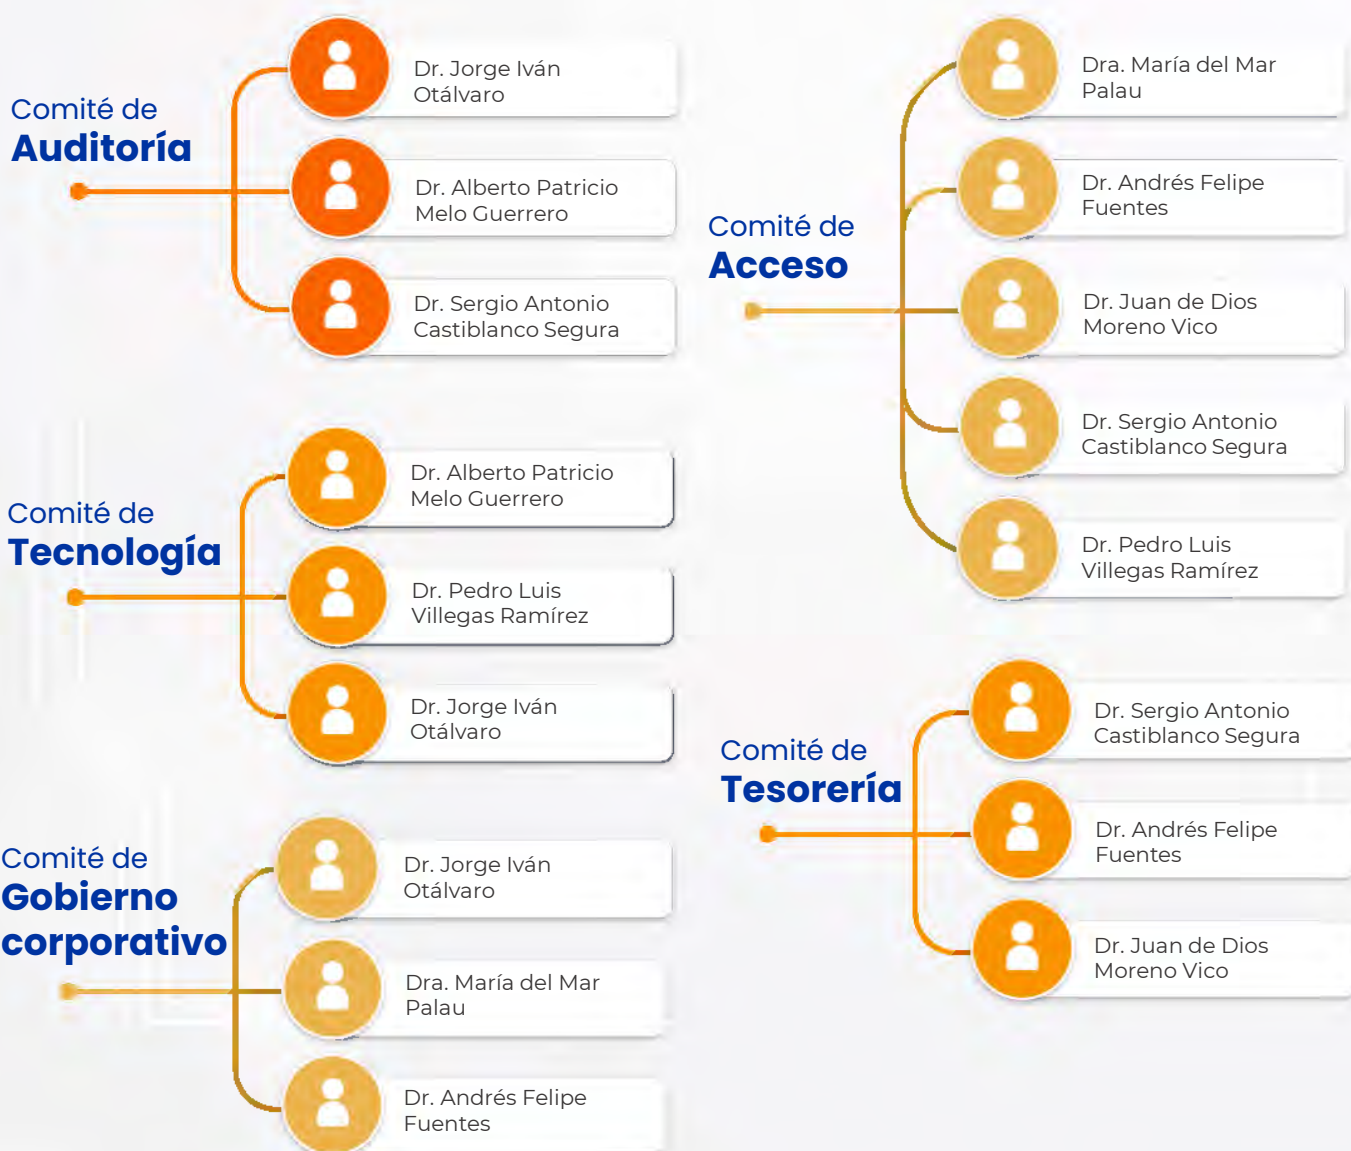 Comité de
Auditoría
Dr. Jorge Iván
Otálvaro
Dr. Alberto Patricio
Melo Guerrero
Dr. Sergio Antonio
Castiblanco Segura
Comité de
Tecnología
Dr. Alberto Patricio
Melo Guerrero
Dr. Pedro Luis
Villegas Ramírez
Dr. Jorge Iván
Otálvaro
Comité de
Gobierno
corporativo
Dr. Jorge Iván
Otálvaro
Dra. María del Mar
Palau
Dr. Andrés Felipe
Fuentes
Comité de
Acceso
Dra. María del Mar
Palau
Dr. Andrés Felipe
Fuentes
Dr. Juan de Dios
Moreno Vico
Dr. Sergio Antonio
Castiblanco Segura
Dr. Pedro Luis
Villegas Ramírez
Comité de
Tesorería
Dr. Sergio Antonio
Castiblanco Segura
Dr. Andrés Felipe
Fuentes
Dr. Juan de Dios
Moreno Vico